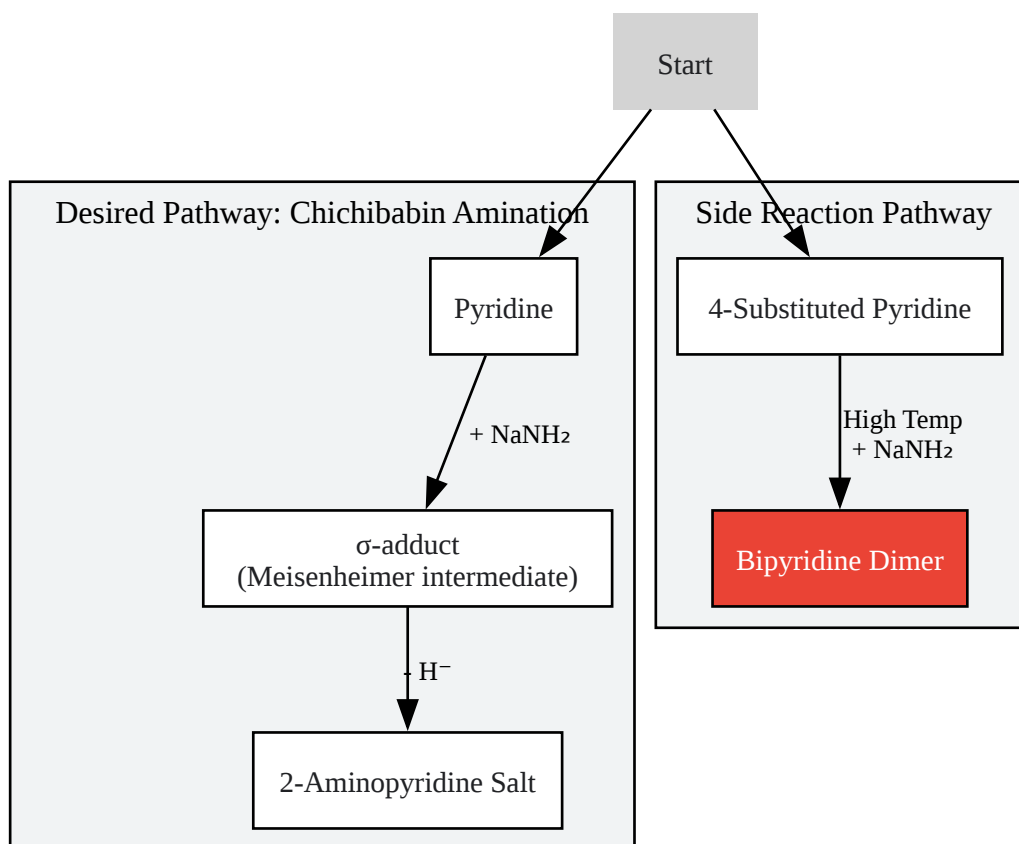 Start
Desired Pathway: Chichibabin Amination
Side Reaction Pathway
Pyridine
4-Substituted Pyridine
+ NaNH₂
High Temp
+ NaNH₂
σ-adduct
(Meisenheimer intermediate)
Bipyridine Dimer
- H⁻
2-Aminopyridine Salt